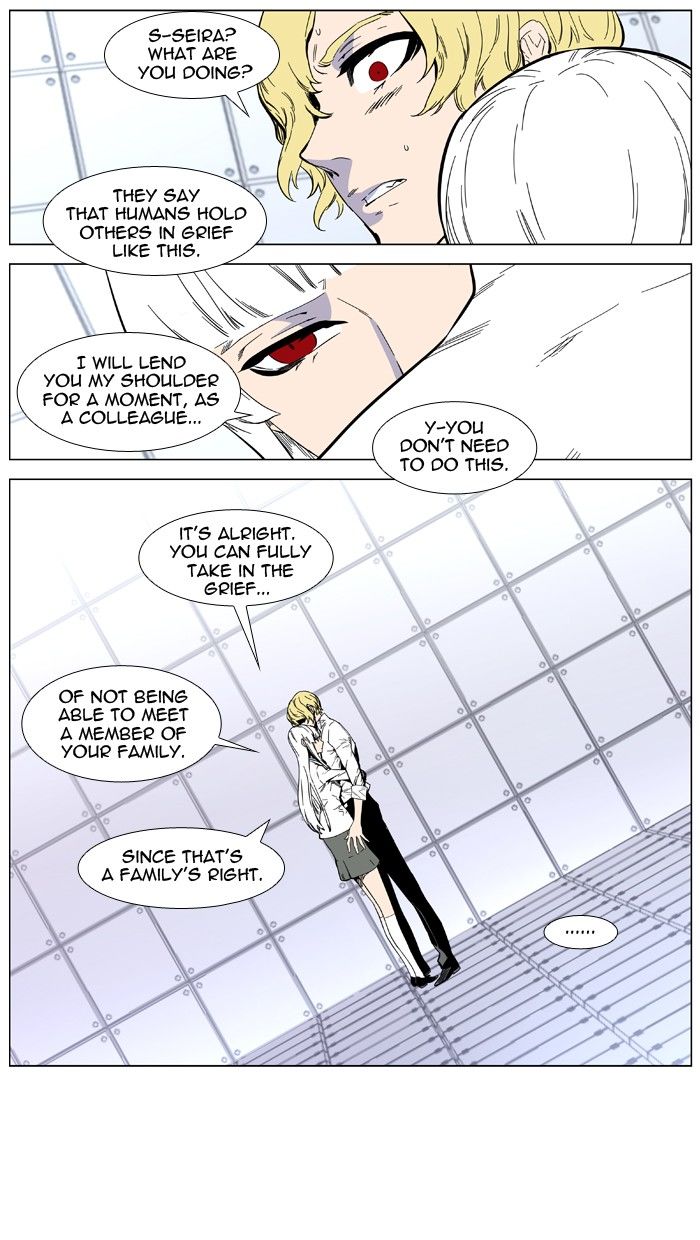 S-SEIRA?
WHAT ARE
YOU DOING?
THEY SAY
THAT HUMANS HOLD
OTHERS IN GRIEF
LIKE THIS.
I WILL LEND
YOU MY SHOULDER
FOR A MOMENT, AS
A COLLEAGUE...
Y-YOU
DON'T NEED
TO DO THIS.
IT'S ALRIGHT.
YOU CAN FULLY
TAKE IN THE
GRIEF...
OF NOT BEING
ABLE TO MEET
A MEMBER OF
YOUR FAMILY.
SINCE THAT'S
A FAMILY'S RIGHT.
......